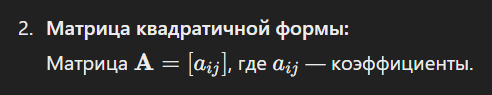 2. Матрица квадратичной формы:
Матрица A = [aᵢⱼ], где aᵢⱼ — коэффициенты.